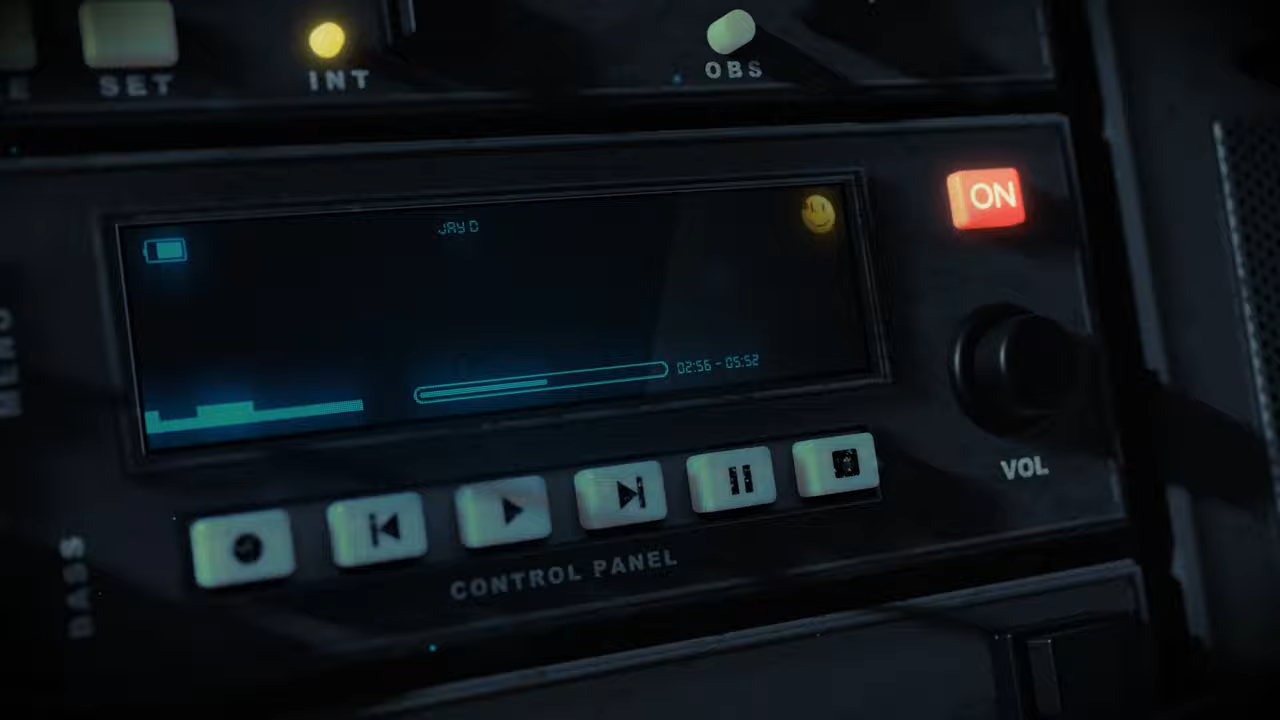 E
SET
INT
OBS
JAY D
ON
02:56 - 05:52
VOL
CONTROL PANEL